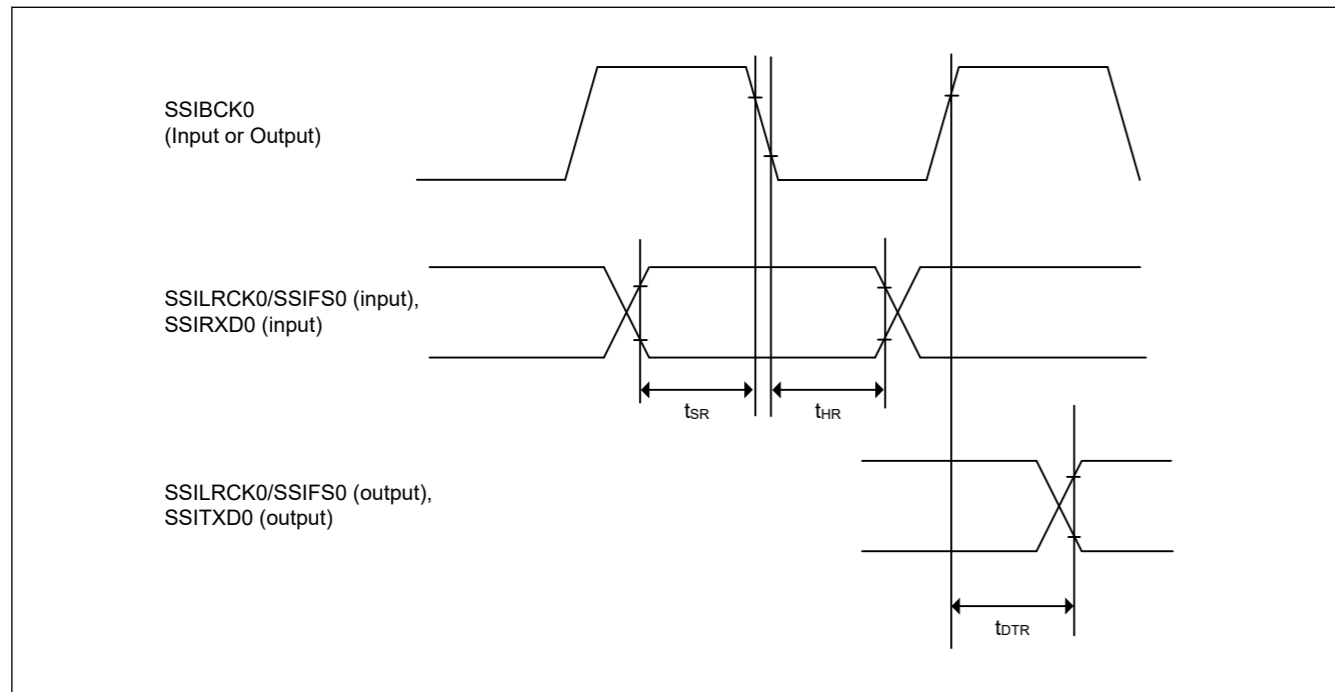 SSIBCK0
(Input or Output)
SSILRCK0/SSIFS0 (input),
SSIRXD0 (input)
tSR
tHR
SSILRCK0/SSIFS0 (output),
SSITXD0 (output)
tDTR